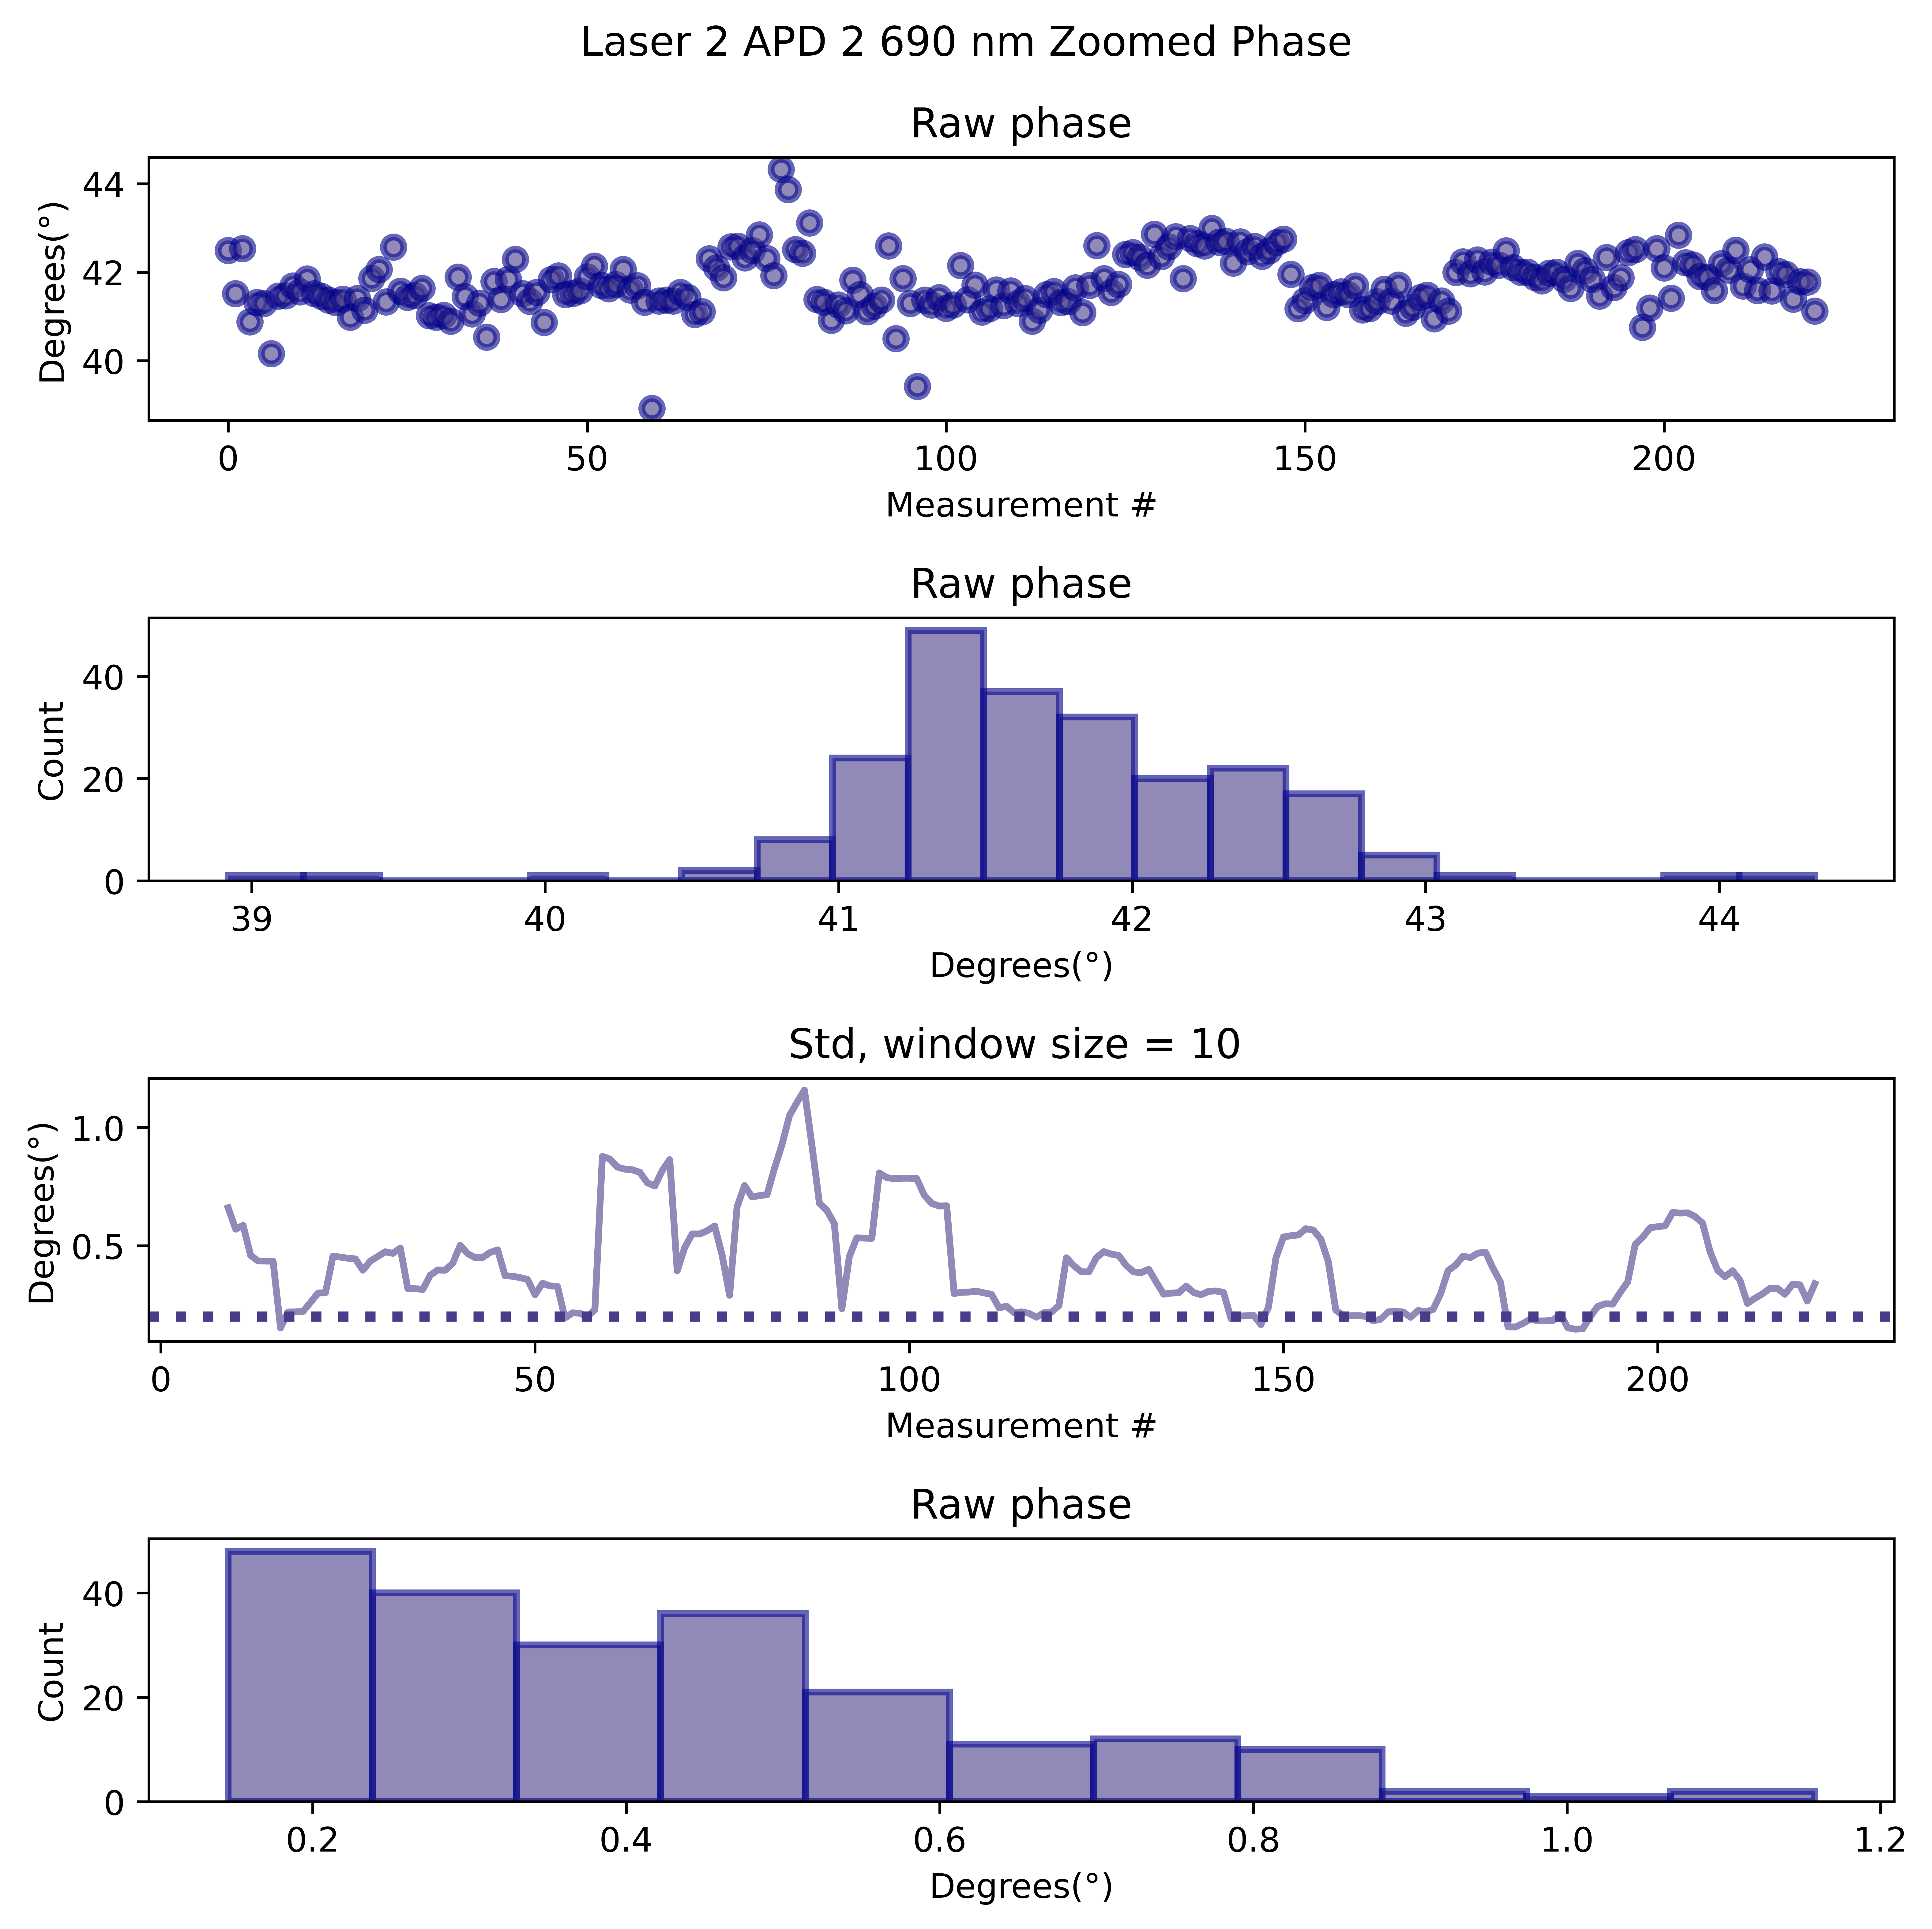 Laser 2 APD 2 690 nm Zoomed Phase
Raw phase
Degrees(°)
44
42
40
0 50 100 150 200
Measurement #
Raw phase
Count
40
20
0
39 40 41 42 43 44
Degrees(°)
Std, window size = 10
Degrees(°)
1.0
0.5
0 50 100 150 200
Measurement #
Raw phase
Count
40
20
0
0.2 0.4 0.6 0.8 1.0 1.2
Degrees(°)